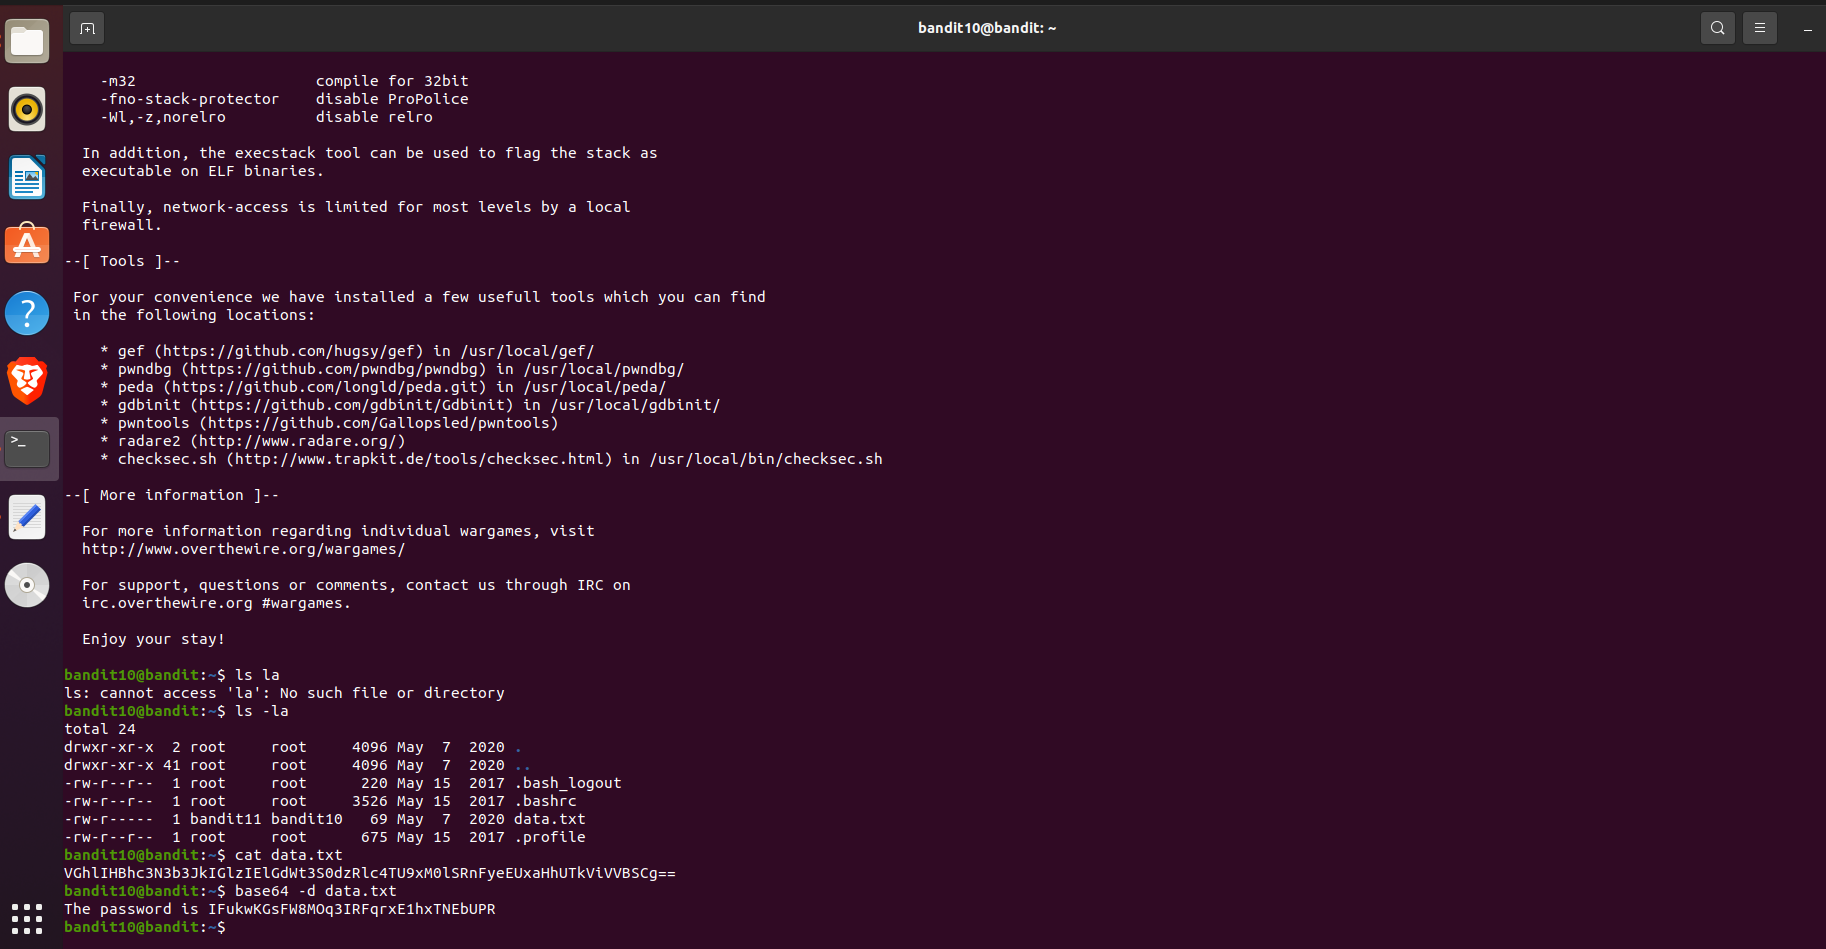 bandit10@bandit: ~
-m32 compile for 32bit
-fno-stack-protector disable ProPolice
-Wl,-z,norelro disable relro
In addition, the execstack tool can be used to flag the stack as
executable on ELF binaries.
Finally, network-access is limited for most levels by a local
firewall.
--[ Tools ]--
For your convenience we have installed a few usefull tools which you can find
in the following locations:
* gef (https://github.com/hugsy/gef) in /usr/local/gef/
* pwndbg (https://github.com/pwndbg/pwndbg) in /usr/local/pwndbg/
* peda (https://github.com/longld/peda.git) in /usr/local/peda/
* gdbinit (https://github.com/gdbinit/Gdbinit) in /usr/local/gdbinit/
* pwntools (https://github.com/Gallopsled/pwntools)
* radare2 (http://www.radare.org/)
* checksec.sh (http://www.trapkit.de/tools/checksec.html) in /usr/local/bin/checksec.sh
--[ More information ]--
For more information regarding individual wargames, visit
http://www.overthewire.org/wargames/
For support, questions or comments, contact us through IRC on
irc.overthewire.org #wargames.
Enjoy your stay!
bandit10@bandit:~$ ls la
ls: cannot access 'la': No such file or directory
bandit10@bandit:~$ ls -la
total 24
drwxr-xr-x 2 root root 4096 May 7 2020 .
drwxr-xr-x 41 root root 4096 May 7 2020 ..
-rw-r--r-- 1 root root 220 May 15 2017 .bash_logout
-rw-r--r-- 1 root root 3526 May 15 2017 .bashrc
-rw-r----- 1 bandit11 bandit10 69 May 7 2020 data.txt
-rw-r--r-- 1 root root 675 May 15 2017 .profile
bandit10@bandit:~$ cat data.txt
VGhlIHBhc3N3b3JkIGlzIElGdWt3S0dzRlc4TU9xM0lSRnFyeEUxaHhUTkViVVBSCg==
bandit10@bandit:~$ base64 -d data.txt
The password is IFukwKGsFW8MOq3IRFqrxE1hxTNEbUPR
bandit10@bandit:~$